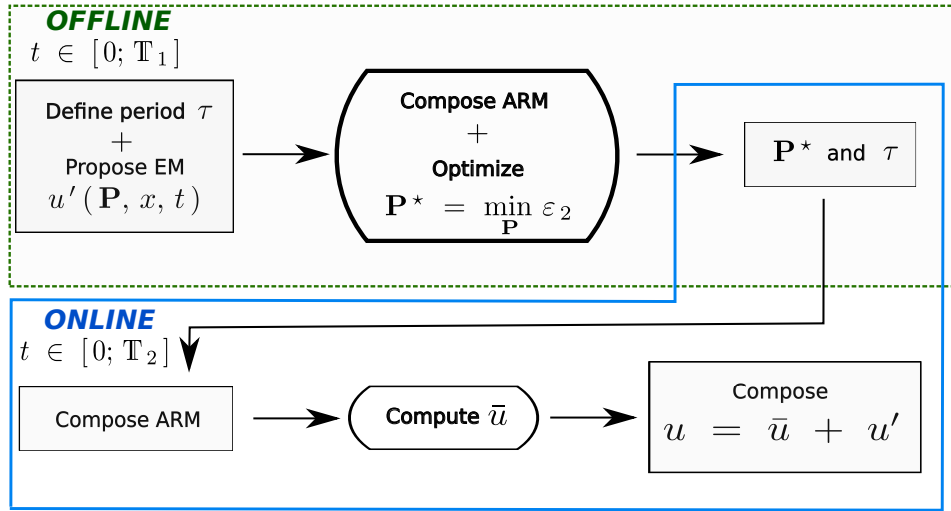 OFFLINE
t ∈ [0; 𝕋₁]
Define period τ
+
Propose EM
u′(𝐏, x, t)
Compose ARM
+
Optimize
𝐏⋆ = min ε₂
𝐏
𝐏⋆ and τ
ONLINE
t ∈ [0; 𝕋₂]
Compose ARM
Compute ū
Compose
u = ū + u′